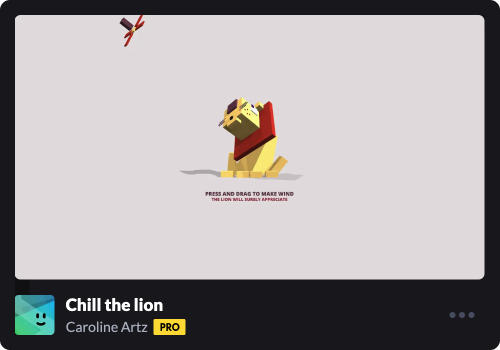 PRESS AND DRAG TO MAKE WIND
THE LION WILL SURELY APPRECIATE
Chill the lion
Caroline Artz PRO